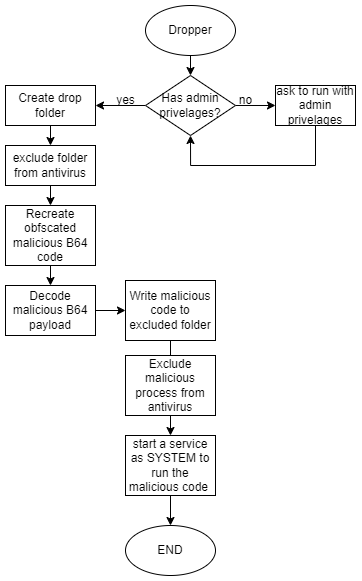 Dropper
Has admin
privelages?
yes
no
ask to run with
admin
privelages
Create drop
folder
exclude folder
from antivirus
Recreate
obfscated
malicious B64
code
Decode
malicious B64
payload
Write malicious
code to
excluded folder
Exclude
malicious
process from
antivirus
start a service
as SYSTEM to
run the
malicious code
END